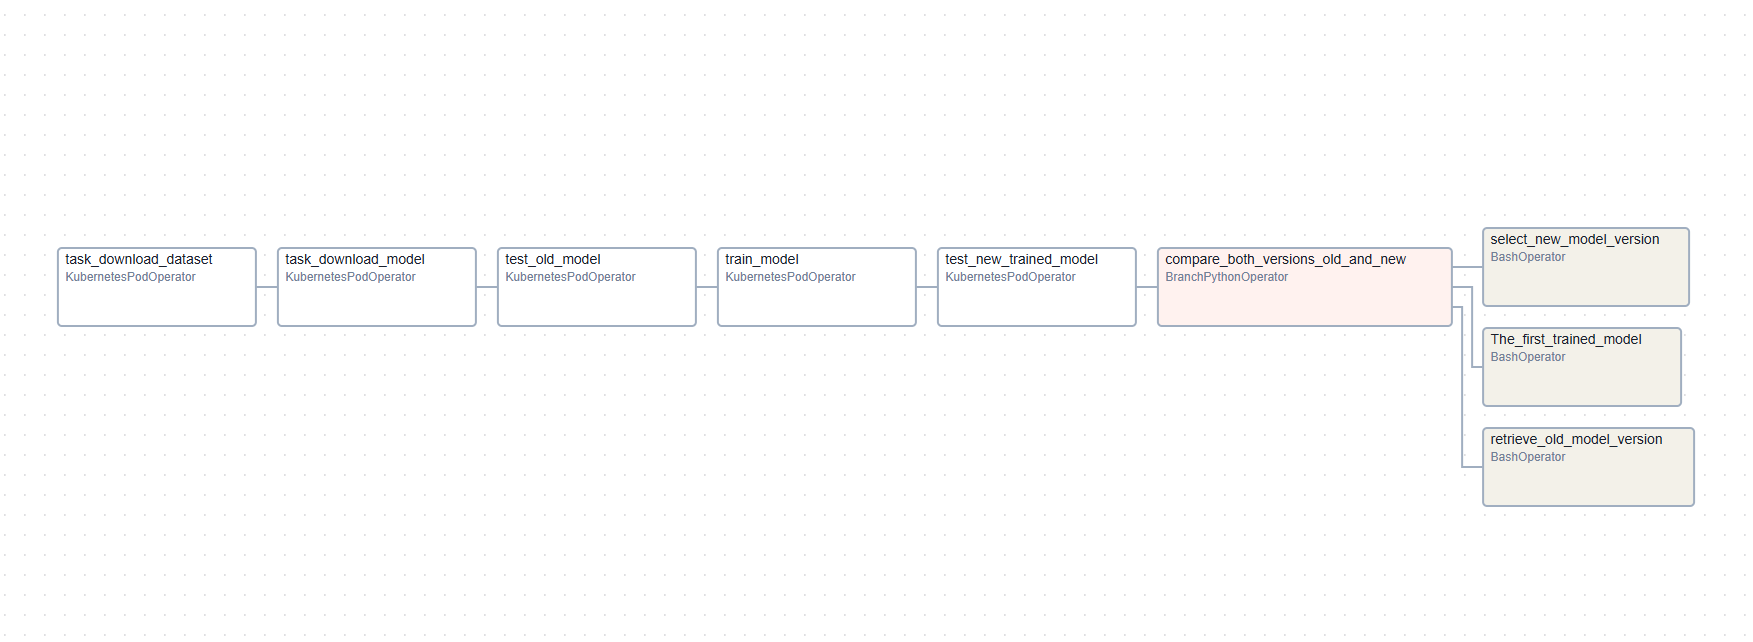 task_download_dataset
KubernetesPodOperator
task_download_model
KubernetesPodOperator
test_old_model
KubernetesPodOperator
train_model
KubernetesPodOperator
test_new_trained_model
KubernetesPodOperator
compare_both_versions_old_and_new
BranchPythonOperator
select_new_model_version
BashOperator
The_first_trained_model
BashOperator
retrieve_old_model_version
BashOperator